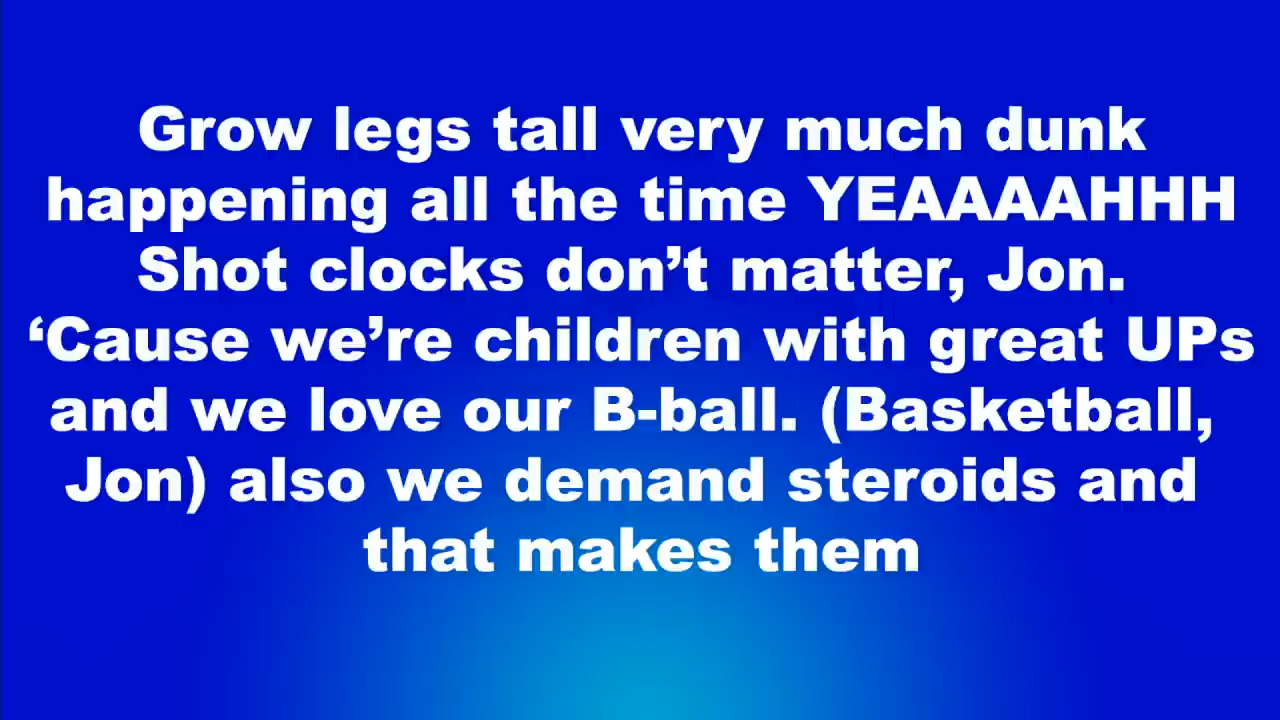 Grow legs tall very much dunk
happening all the time YEAAAAHHH
Shot clocks don’t matter, Jon.
‘Cause we’re children with great UPs
and we love our B-ball. (Basketball,
Jon) also we demand steroids and
that makes them